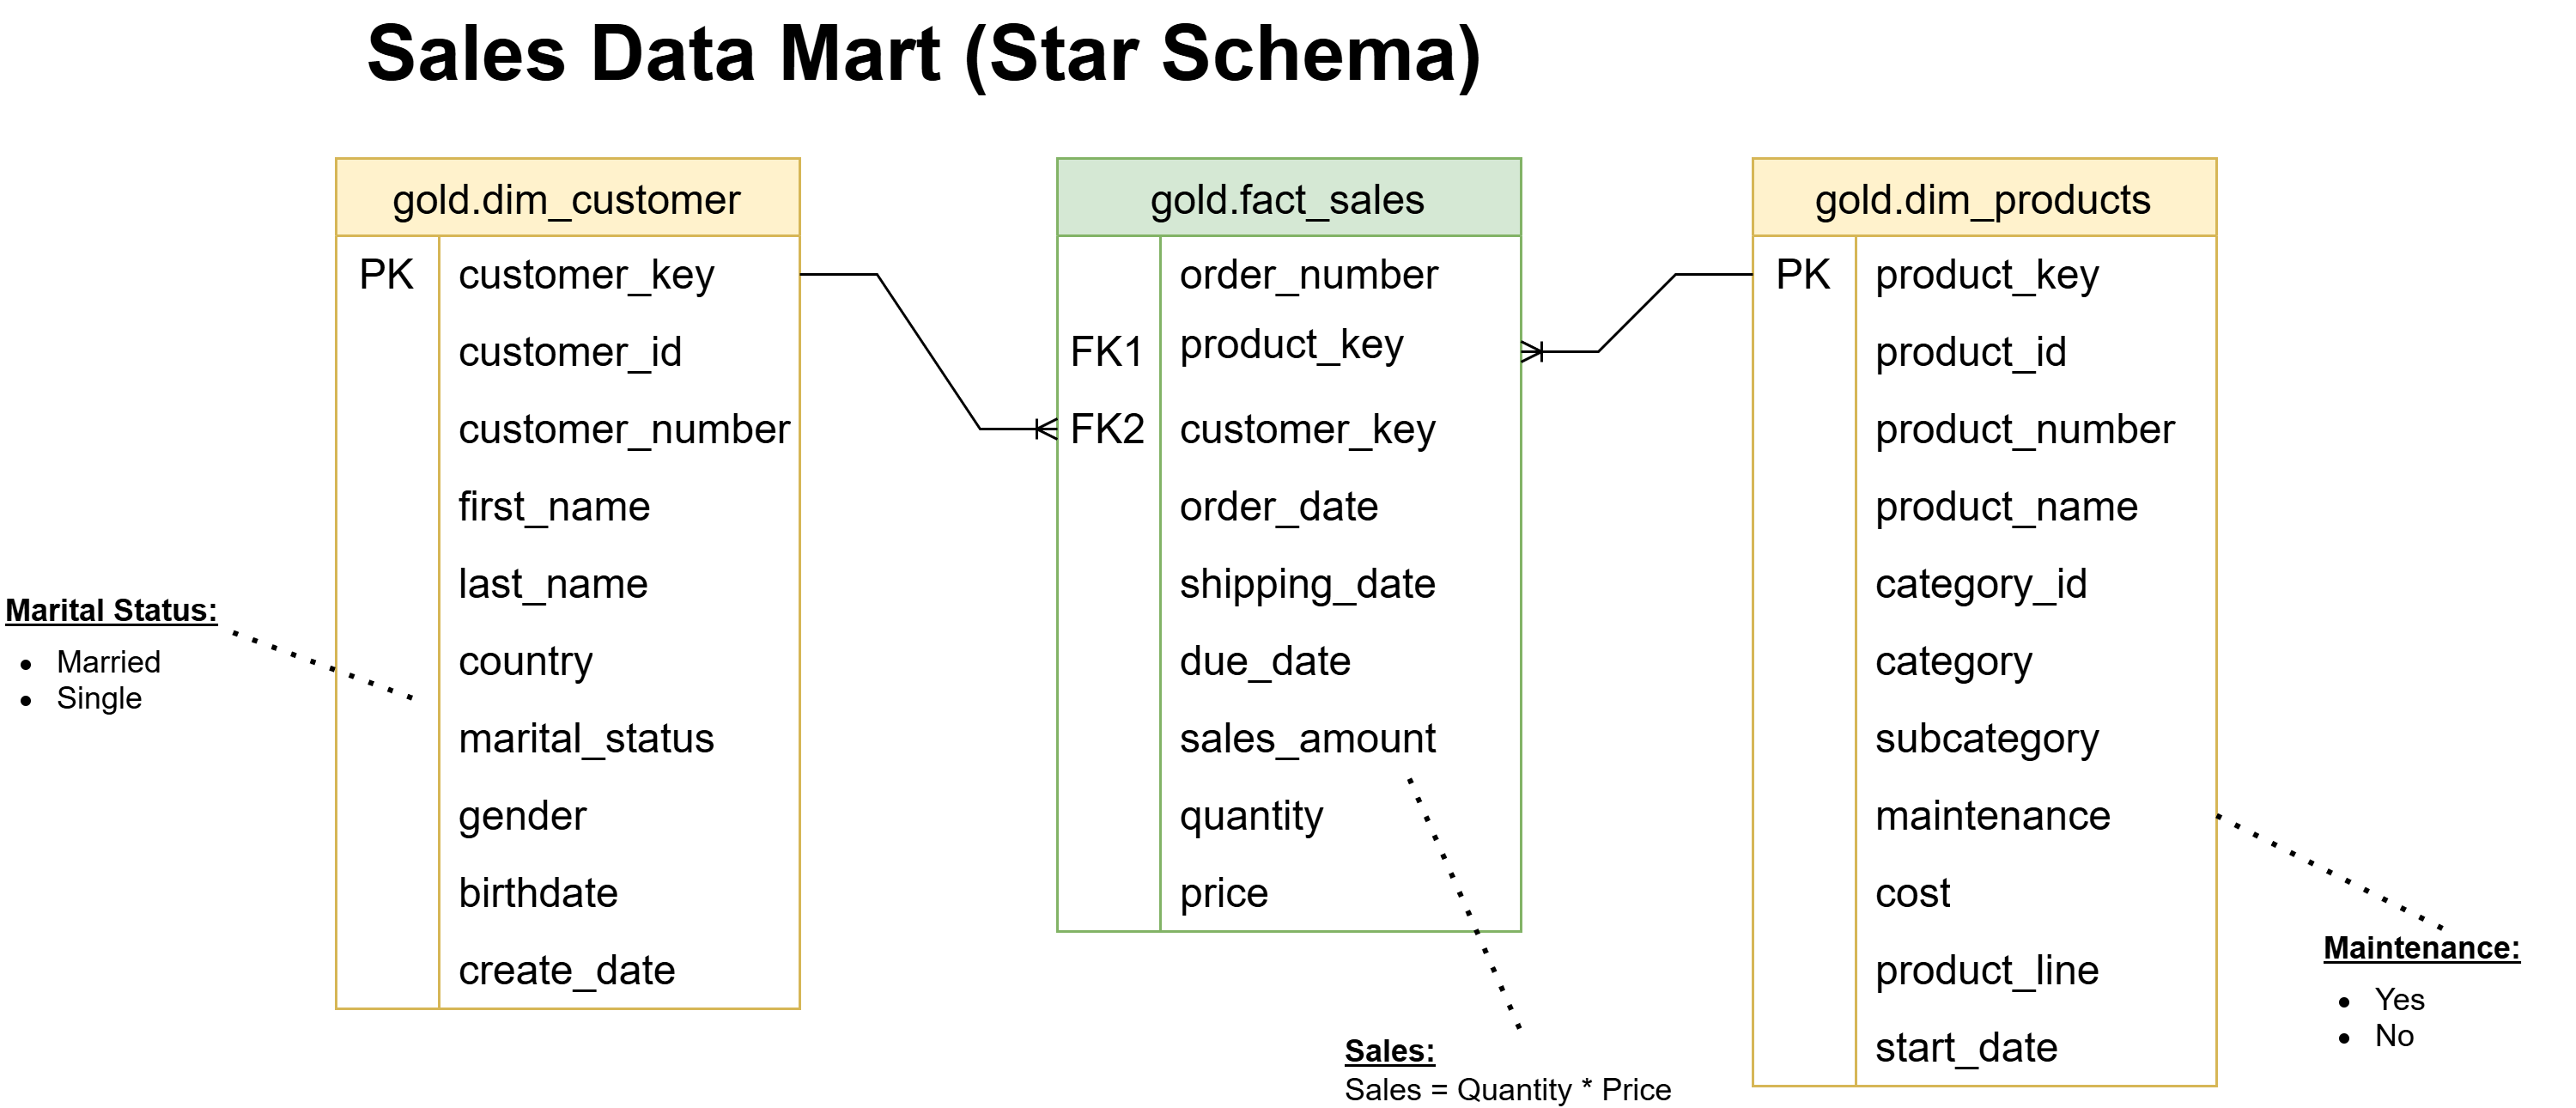 Sales Data Mart (Star Schema)
gold.dim_customer
PK customer_key
customer_id
customer_number
first_name
last_name
country
marital_status
gender
birthdate
create_date
Marital Status:
Married
Single
gold.fact_sales
order_number
FK1 product_key
FK2 customer_key
order_date
shipping_date
due_date
sales_amount
quantity
price
Sales:
Sales = Quantity * Price
gold.dim_products
PK product_key
product_id
product_number
product_name
category_id
category
subcategory
maintenance
cost
product_line
start_date
Maintenance:
Yes
No